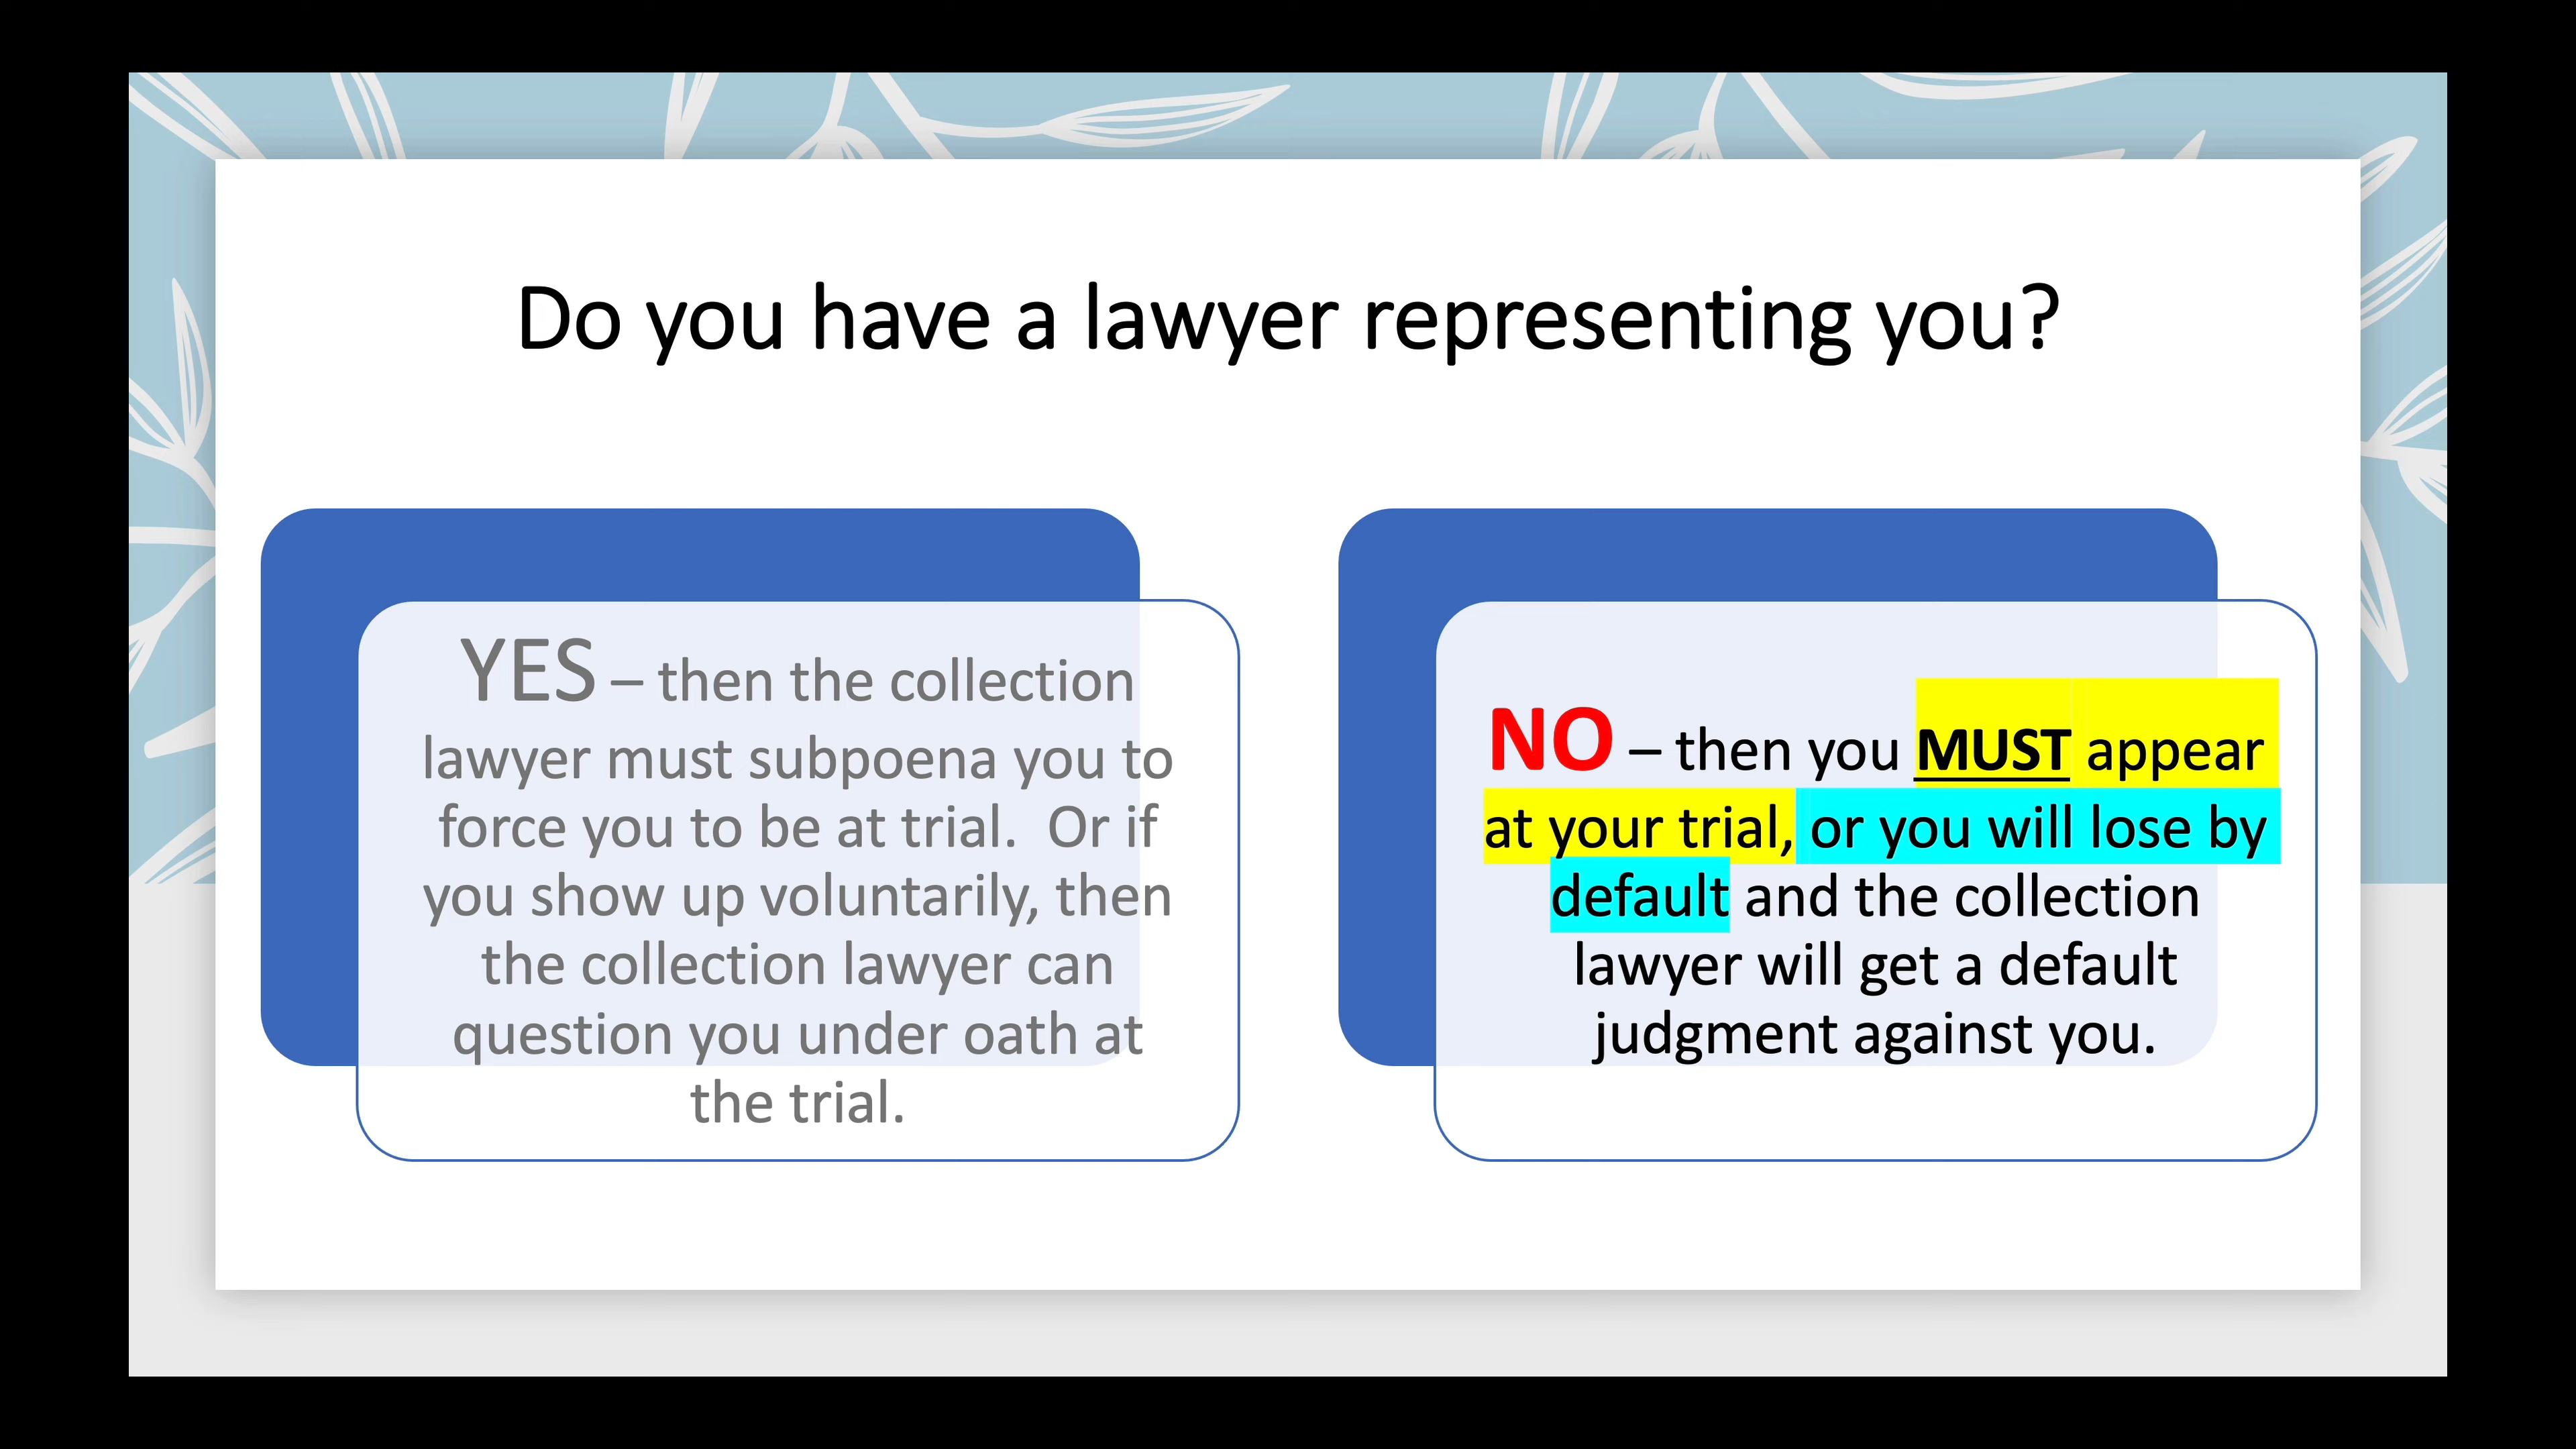 Do you have a lawyer representing you?
YES – then the collection
lawyer must subpoena you to
force you to be at trial.  Or if
you show up voluntarily, then
the collection lawyer can
question you under oath at
the trial.
NO – then you MUST appear
at your trial, or you will lose by
default and the collection
lawyer will get a default
judgment against you.